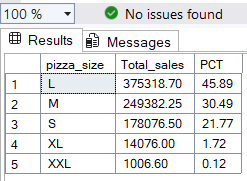 100 % No issues found
Results Messages
pizza_size Total_sales PCT
1 L 375318.70 45.89
2 M 249382.25 30.49
3 S 178076.50 21.77
4 XL 14076.00 1.72
5 XXL 1006.60 0.12